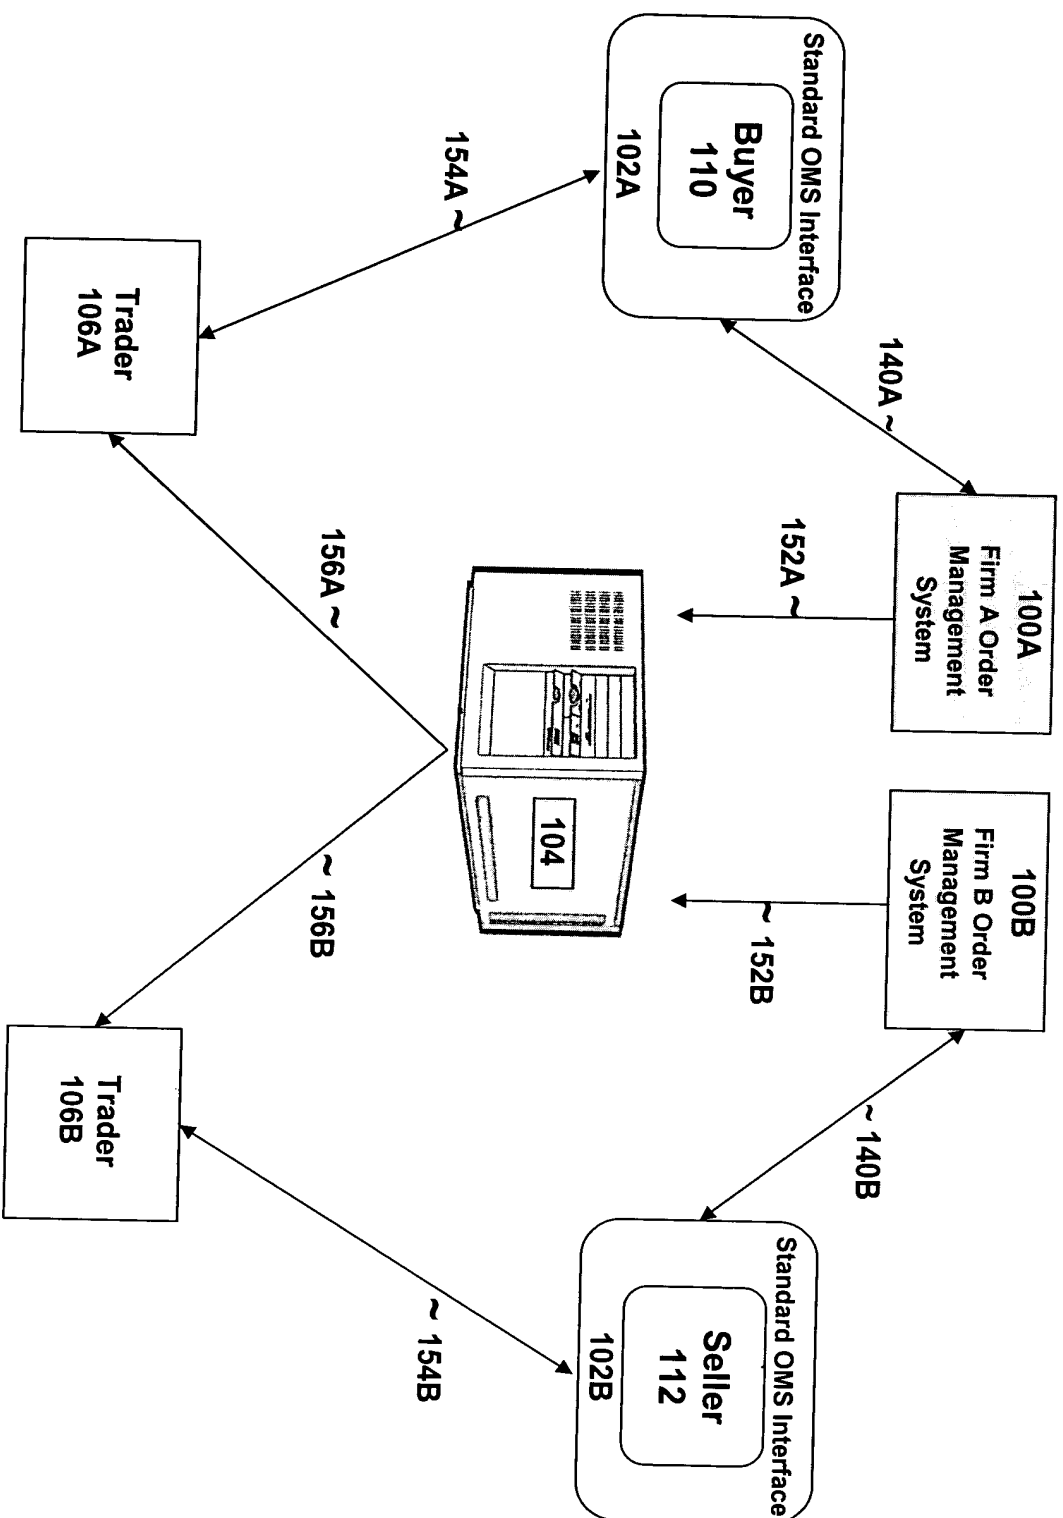 100A
Firm A Order
Management
System
100B
Firm B Order
Management
System
140A ~
152A ~
~ 152B
~ 140B
Standard OMS Interface
Buyer
110
102A
104
Standard OMS Interface
Seller
112
102B
154A ~
156A ~
~ 156B
~ 154B
Trader
106A
Trader
106B